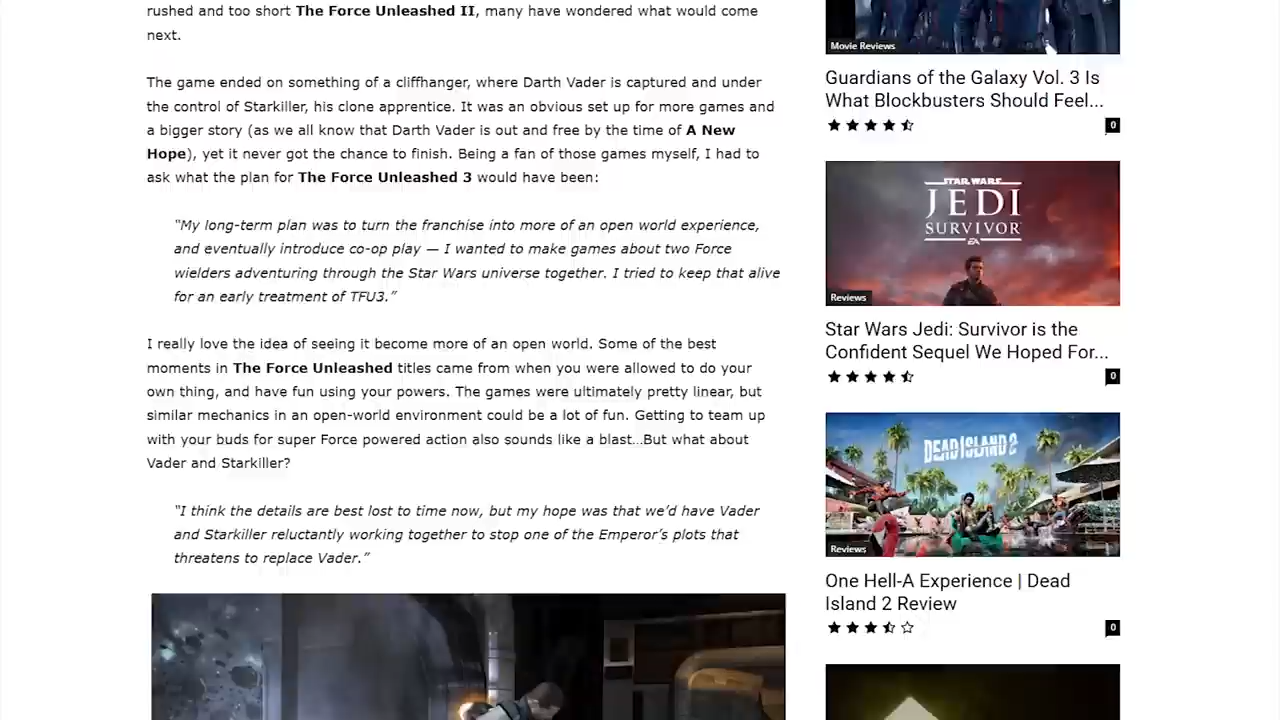 rushed and too short The Force Unleashed II, many have wondered what would come
next.
The game ended on something of a cliffhanger, where Darth Vader is captured and under
the control of Starkiller, his clone apprentice. It was an obvious set up for more games and
a bigger story (as we all know that Darth Vader is out and free by the time of A New
Hope), yet it never got the chance to finish. Being a fan of those games myself, I had to
ask what the plan for The Force Unleashed 3 would have been:
“My long-term plan was to turn the franchise into more of an open world experience,
and eventually introduce co-op play — I wanted to make games about two Force
wielders adventuring through the Star Wars universe together. I tried to keep that alive
for an early treatment of TFU3.”
I really love the idea of seeing it become more of an open world. Some of the best
moments in The Force Unleashed titles came from when you were allowed to do your
own thing, and have fun using your powers. The games were ultimately pretty linear, but
similar mechanics in an open-world environment could be a lot of fun. Getting to team up
with your buds for super Force powered action also sounds like a blast…But what about
Vader and Starkiller?
“I think the details are best lost to time now, but my hope was that we’d have Vader
and Starkiller reluctantly working together to stop one of the Emperor’s plots that
threatens to replace Vader.”
Movie Reviews
Guardians of the Galaxy Vol. 3 Is
What Blockbusters Should Feel...
0
STAR WARS
JEDI
SURVIVOR
EA
Reviews
Star Wars Jedi: Survivor is the
Confident Sequel We Hoped For...
0
DEAD ISLAND 2
Reviews
One Hell-A Experience | Dead
Island 2 Review
0